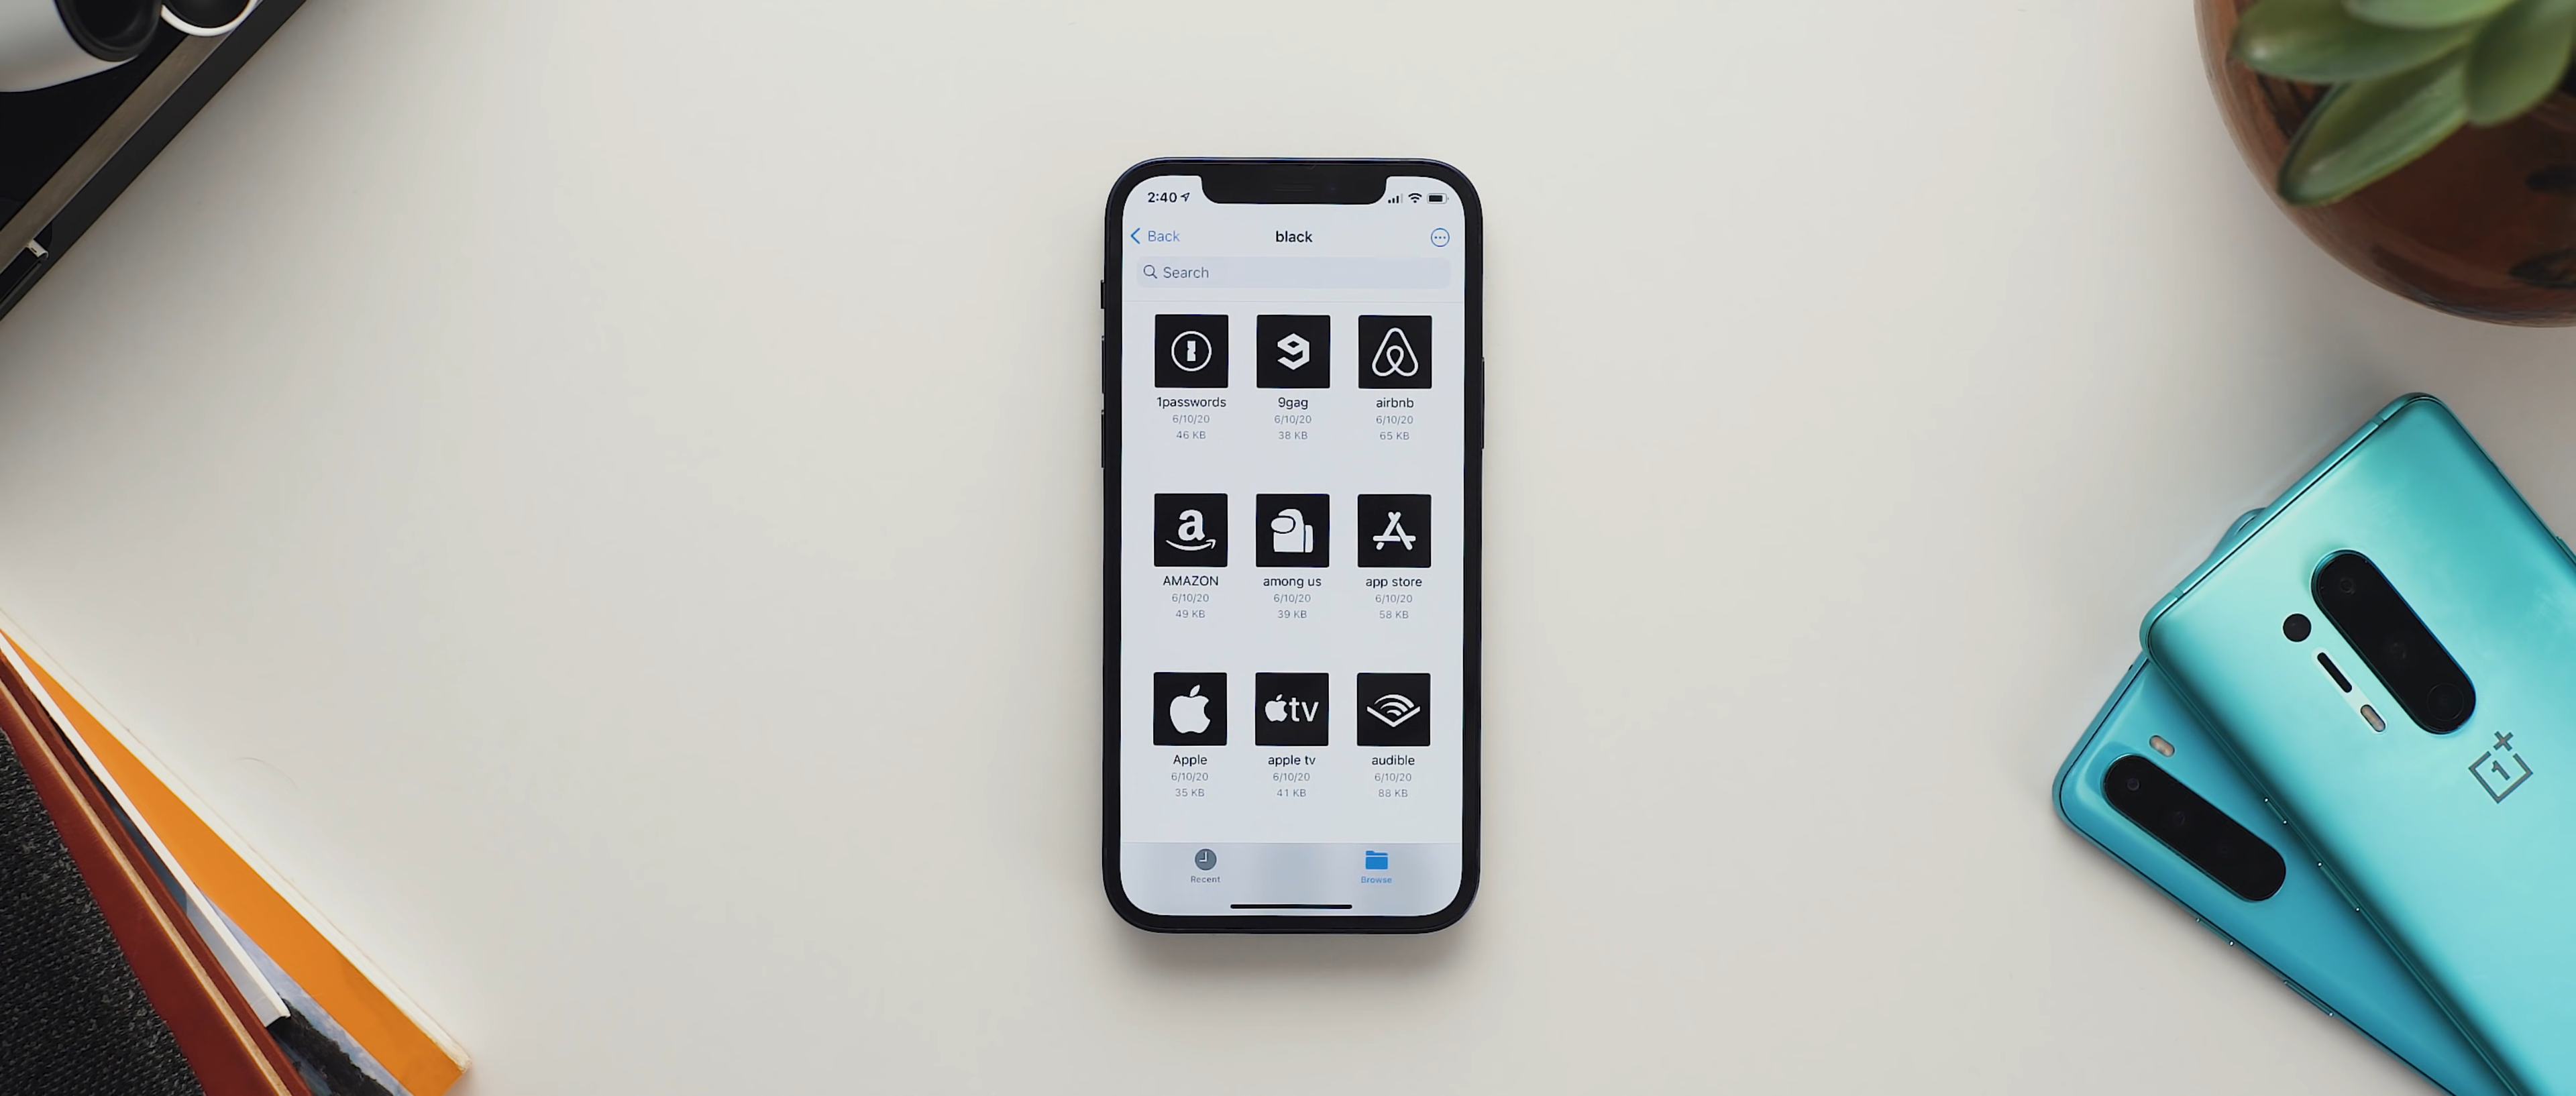 2:40
Back
black
Search
1passwords
9gag
airbnb
6/10/20
6/10/20
6/10/20
46 KB
38 KB
65 KB
AMAZON
among us
app store
6/10/20
6/10/20
6/10/20
49 KB
39 KB
58 KB
tv
Apple
apple tv
audible
6/10/20
6/10/20
6/10/20
35 KB
41 KB
88 KB
Recent
Browse